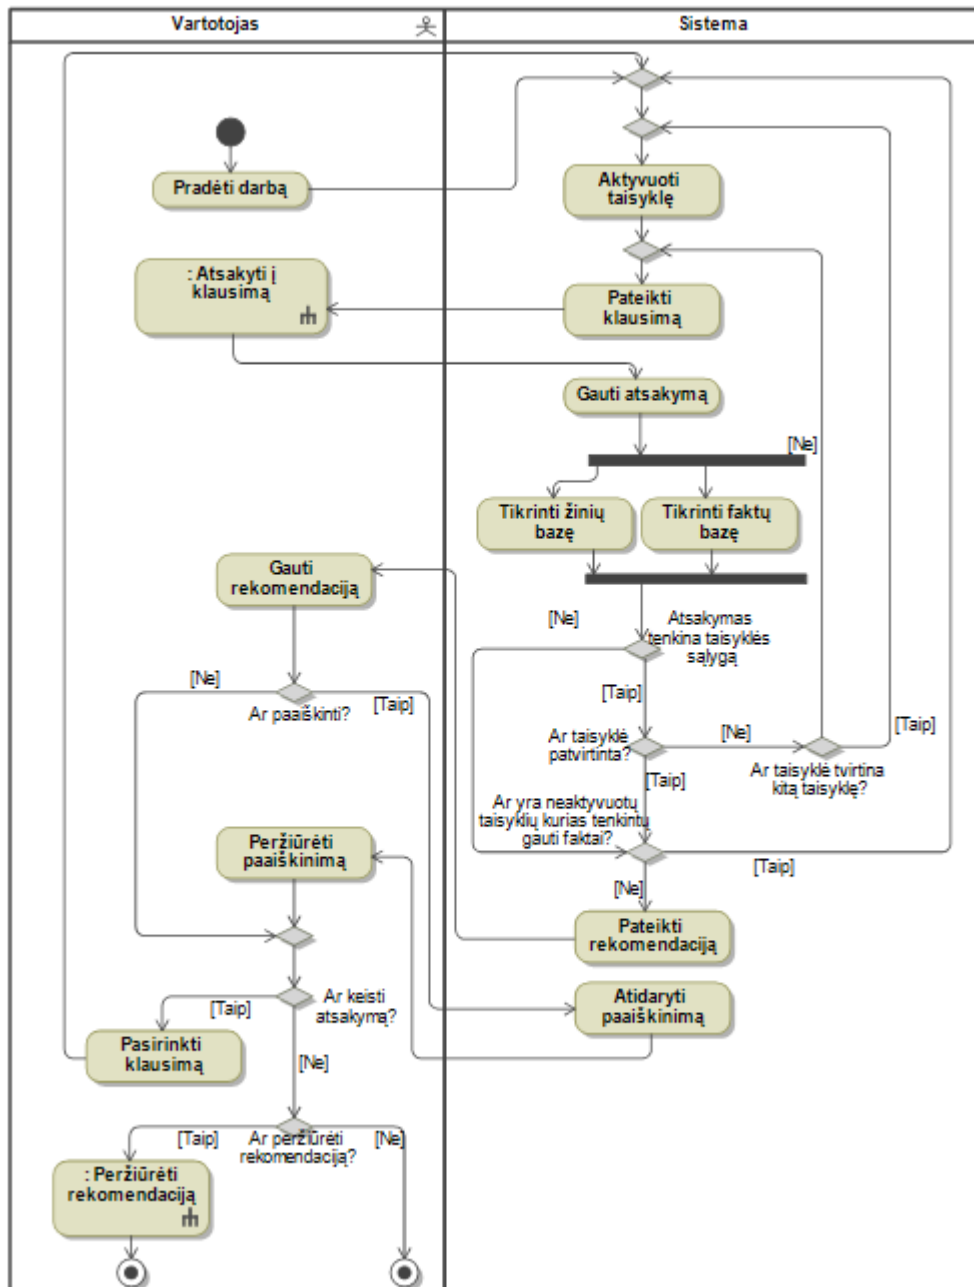 Vartotojas
Sistema
Pradėti darbą
Aktyvuoti
taisyklę
: Atsakyti į
klausimą
Pateikti
klausimą
Gauti atsakymą
[Ne]
Tikrinti žinių
bazę
Tikrinti faktų
bazę
Gauti
rekomendaciją
[Ne]
Atsakymas
tenkina taisyklės
sąlygą
[Ne]
Ar paaiškinti?
[Taip]
[Taip]
Ar taisyklė
patvirtinta?
[Ne]
[Taip]
Ar taisyklė tvirtina
kitą taisyklę?
[Taip]
Ar yra neaktyvuotų
taisyklių kurias tenkintų
gauti faktai?
[Taip]
[Ne]
Peržiūrėti
paaiškinimą
Pateikti
rekomendaciją
Atidaryti
paaiškinimą
[Taip]
Ar keisti
atsakymą?
Pasirinkti
klausimą
[Ne]
[Taip]
Ar peržiūrėti
rekomendaciją?
[Ne]
: Peržiūrėti
rekomendaciją